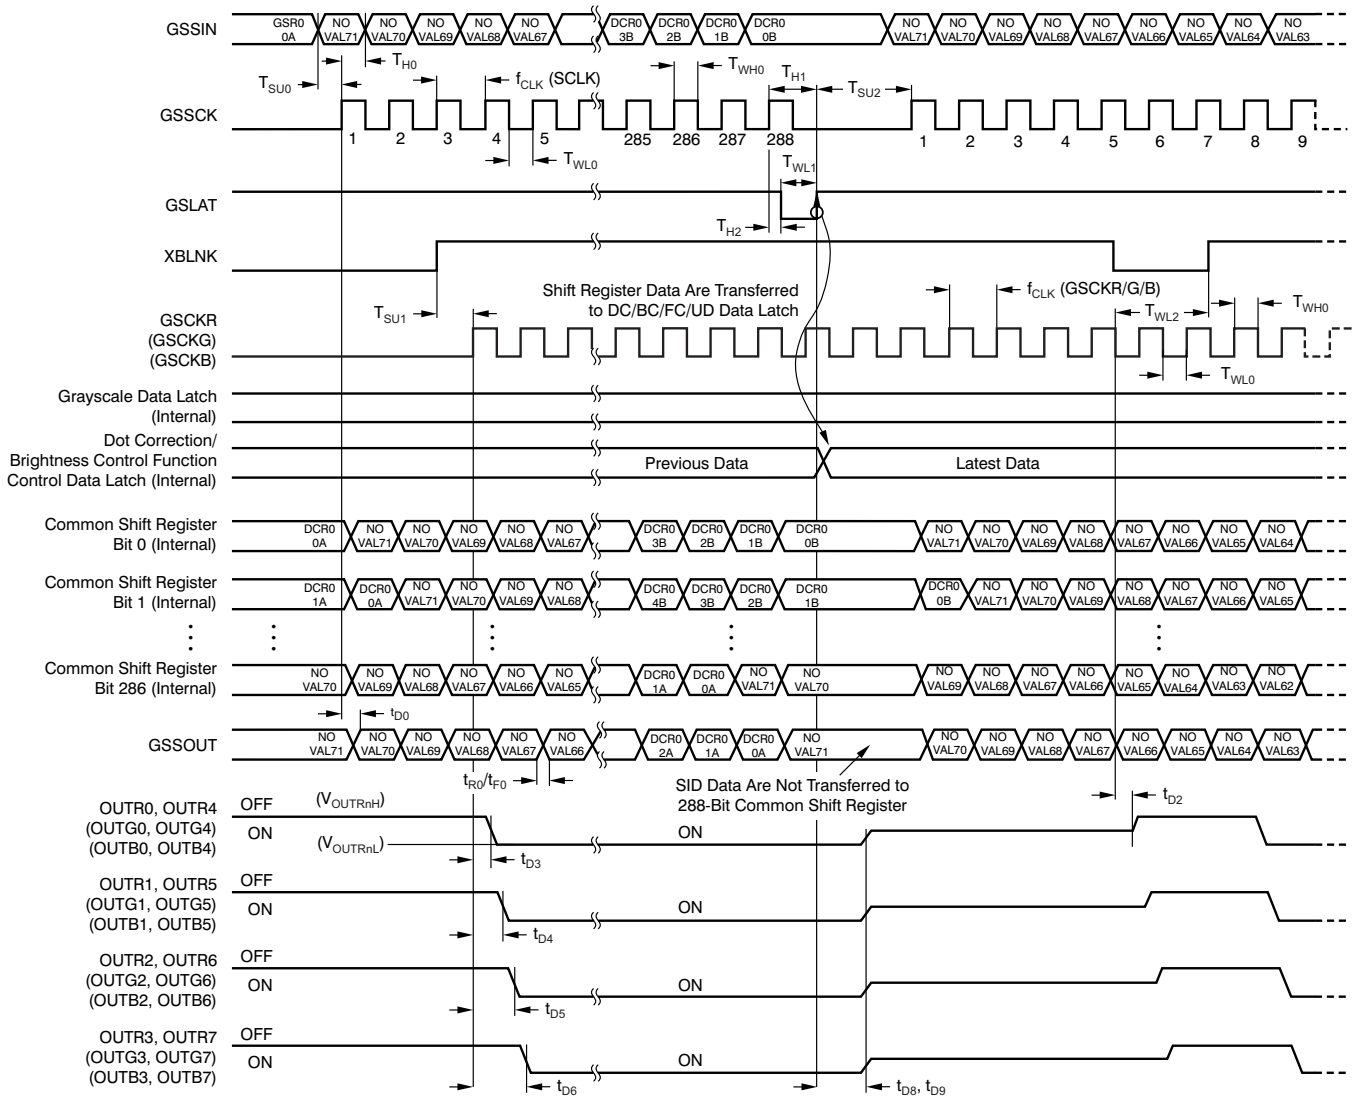 GSSIN
GSR0 0A NO VAL71 NO VAL70 NO VAL69 NO VAL68 NO VAL67 DCR0 3B DCR0 2B DCR0 1B DCR0 0B NO VAL71 NO VAL70 NO VAL69 NO VAL68 NO VAL67 NO VAL66 NO VAL65 NO VAL64 NO VAL63
TSU0 TH0 fCLK (SCLK) TWH0 TH1 TSU2
GSSCK
1 2 3 4 5 285 286 287 288 1 2 3 4 5 6 7 8 9
TWL0 TWL1
GSLAT
TH2
XBLNK
Shift Register Data Are Transferred
to DC/BC/FC/UD Data Latch
fCLK (GSCKR/G/B)
TSU1 TWL2 TWH0
GSCKR
(GSCKG)
(GSCKB)
TWL0
Grayscale Data Latch
(Internal)
Dot Correction/
Brightness Control Function
Control Data Latch (Internal)
Previous Data Latest Data
Common Shift Register
Bit 0 (Internal)
DCR0 0A NO VAL71 NO VAL70 NO VAL69 NO VAL68 NO VAL67 DCR0 3B DCR0 2B DCR0 1B DCR0 0B NO VAL71 NO VAL70 NO VAL69 NO VAL68 NO VAL67 NO VAL66 NO VAL65 NO VAL64
Common Shift Register
Bit 1 (Internal)
DCR0 1A DCR0 0A NO VAL71 NO VAL70 NO VAL69 NO VAL68 DCR0 4B DCR0 3B DCR0 2B DCR0 1B DCR0 0B NO VAL71 NO VAL70 NO VAL69 NO VAL68 NO VAL67 NO VAL66 NO VAL65
Common Shift Register
Bit 286 (Internal)
NO VAL70 NO VAL69 NO VAL68 NO VAL67 NO VAL66 NO VAL65 DCR0 1A DCR0 0A NO VAL71 NO VAL70 NO VAL69 NO VAL68 NO VAL67 NO VAL66 NO VAL65 NO VAL64 NO VAL63 NO VAL62
tD0
GSSOUT
NO VAL71 NO VAL70 NO VAL69 NO VAL68 NO VAL67 NO VAL66 DCR0 2A DCR0 1A DCR0 0A NO VAL71 NO VAL70 NO VAL69 NO VAL68 NO VAL67 NO VAL66 NO VAL65 NO VAL64 NO VAL63
tR0/tF0
SID Data Are Not Transferred to
288-Bit Common Shift Register
tD2
OUTR0, OUTR4
(OUTG0, OUTG4)
(OUTB0, OUTB4)
OFF (VOUTRnH)
ON (VOUTRnL) ON
tD3
OUTR1, OUTR5
(OUTG1, OUTG5)
(OUTB1, OUTB5)
OFF
ON ON
tD4
OUTR2, OUTR6
(OUTG2, OUTG6)
(OUTB2, OUTB6)
OFF
ON ON
tD5
OUTR3, OUTR7
(OUTG3, OUTG7)
(OUTB3, OUTB7)
OFF
ON ON
tD6 tD8, tD9